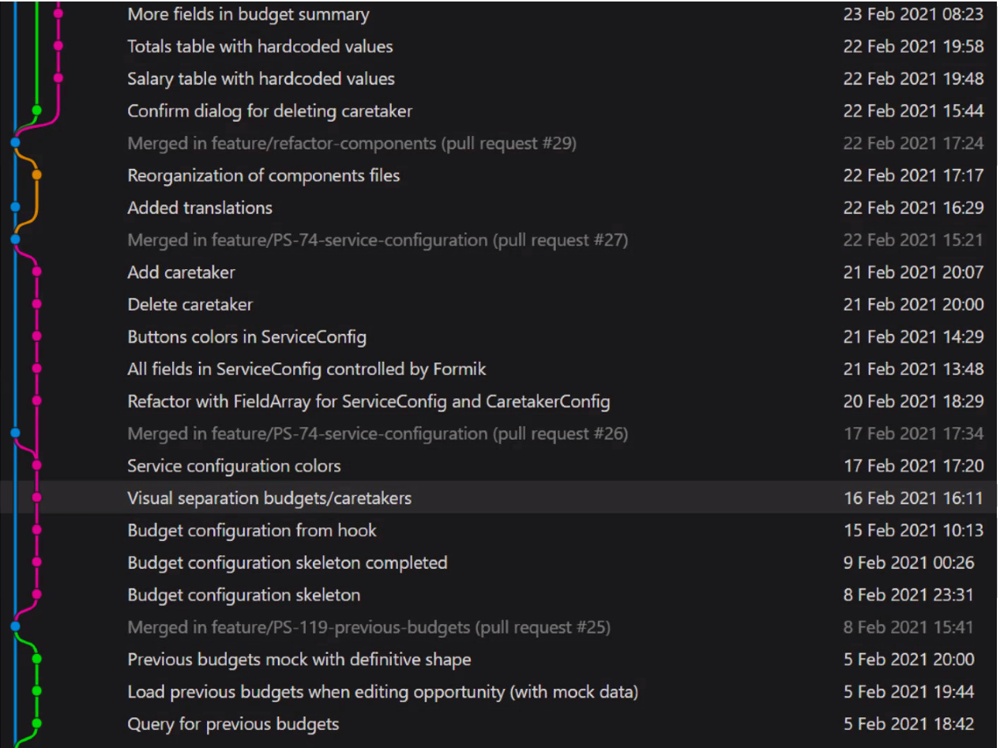 More fields in budget summary 23 Feb 2021 08:23
Totals table with hardcoded values 22 Feb 2021 19:58
Salary table with hardcoded values 22 Feb 2021 19:48
Confirm dialog for deleting caretaker 22 Feb 2021 15:44
Merged in feature/refactor-components (pull request #29) 22 Feb 2021 17:24
Reorganization of components files 22 Feb 2021 17:17
Added translations 22 Feb 2021 16:29
Merged in feature/PS-74-service-configuration (pull request #27) 22 Feb 2021 15:21
Add caretaker 21 Feb 2021 20:07
Delete caretaker 21 Feb 2021 20:00
Buttons colors in ServiceConfig 21 Feb 2021 14:29
All fields in ServiceConfig controlled by Formik 21 Feb 2021 13:48
Refactor with FieldArray for ServiceConfig and CaretakerConfig 20 Feb 2021 18:29
Merged in feature/PS-74-service-configuration (pull request #26) 17 Feb 2021 17:34
Service configuration colors 17 Feb 2021 17:20
Visual separation budgets/caretakers 16 Feb 2021 16:11
Budget configuration from hook 15 Feb 2021 10:13
Budget configuration skeleton completed 9 Feb 2021 00:26
Budget configuration skeleton 8 Feb 2021 23:31
Merged in feature/PS-119-previous-budgets (pull request #25) 8 Feb 2021 15:41
Previous budgets mock with definitive shape 5 Feb 2021 20:00
Load previous budgets when editing opportunity (with mock data) 5 Feb 2021 19:44
Query for previous budgets 5 Feb 2021 18:42